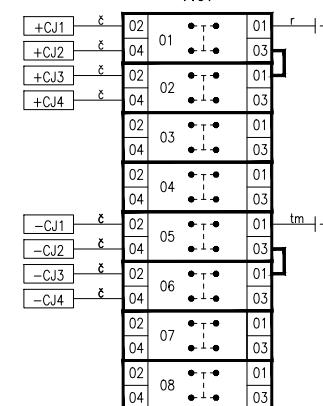 +CJ1 č 02 01 r
+CJ2 04 01 03
+CJ3 č 02 01
+CJ4 č 04 02 03
02 01
04 03 03
02 01
04 04 03
−CJ1 č 02 01 tm
−CJ2 č 04 05 03
−CJ3 č 02 01
−CJ4 č 04 06 03
02 01
04 07 03
02 01
04 08 03